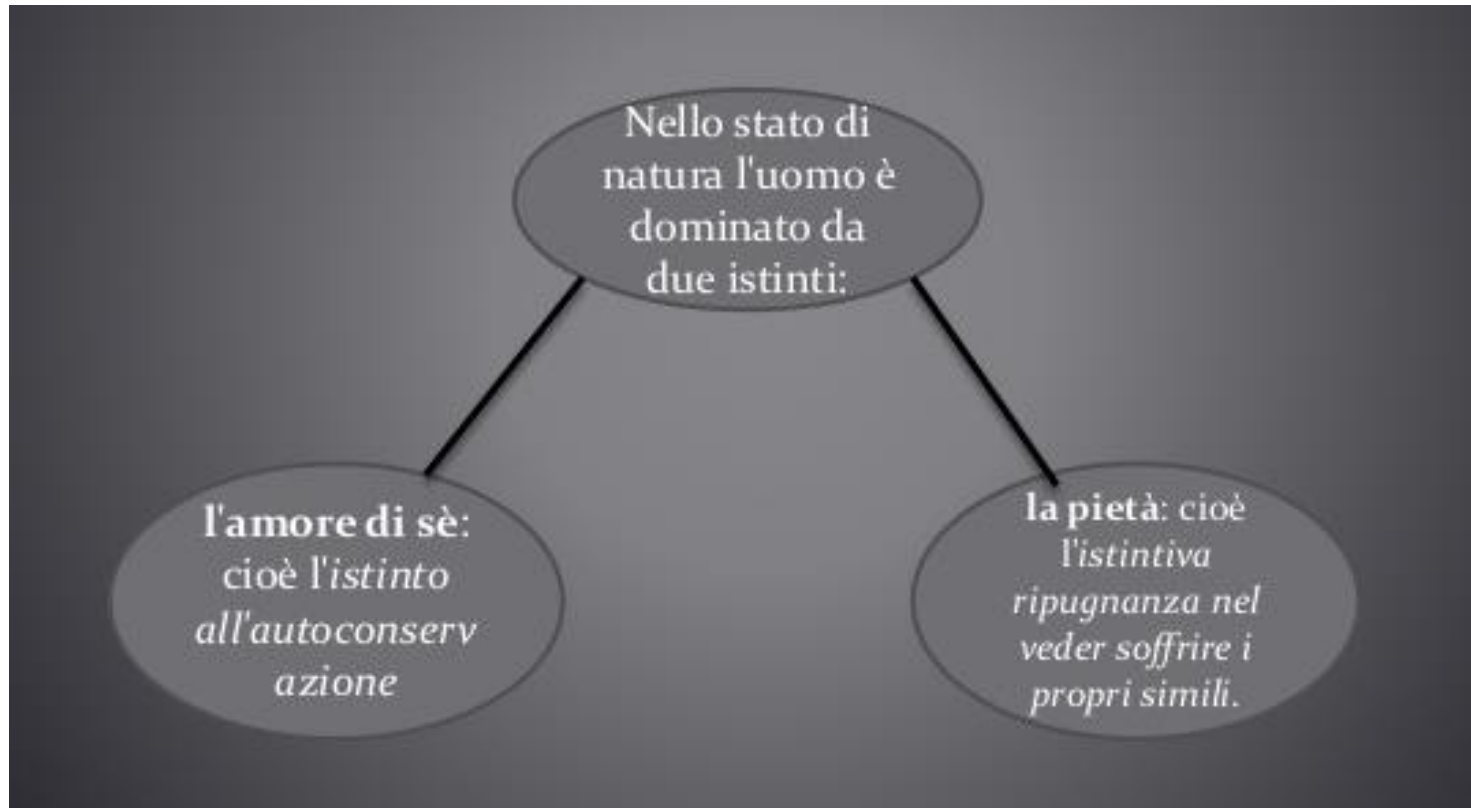 Nello stato di
natura l'uomo è
dominato da
due istinti:
l'amore di sè:
cioè l'istinto
all'autoconserv
azione
la pietà: cioè
l'istintiva
ripugnanza nel
veder soffrire i
propri simili.